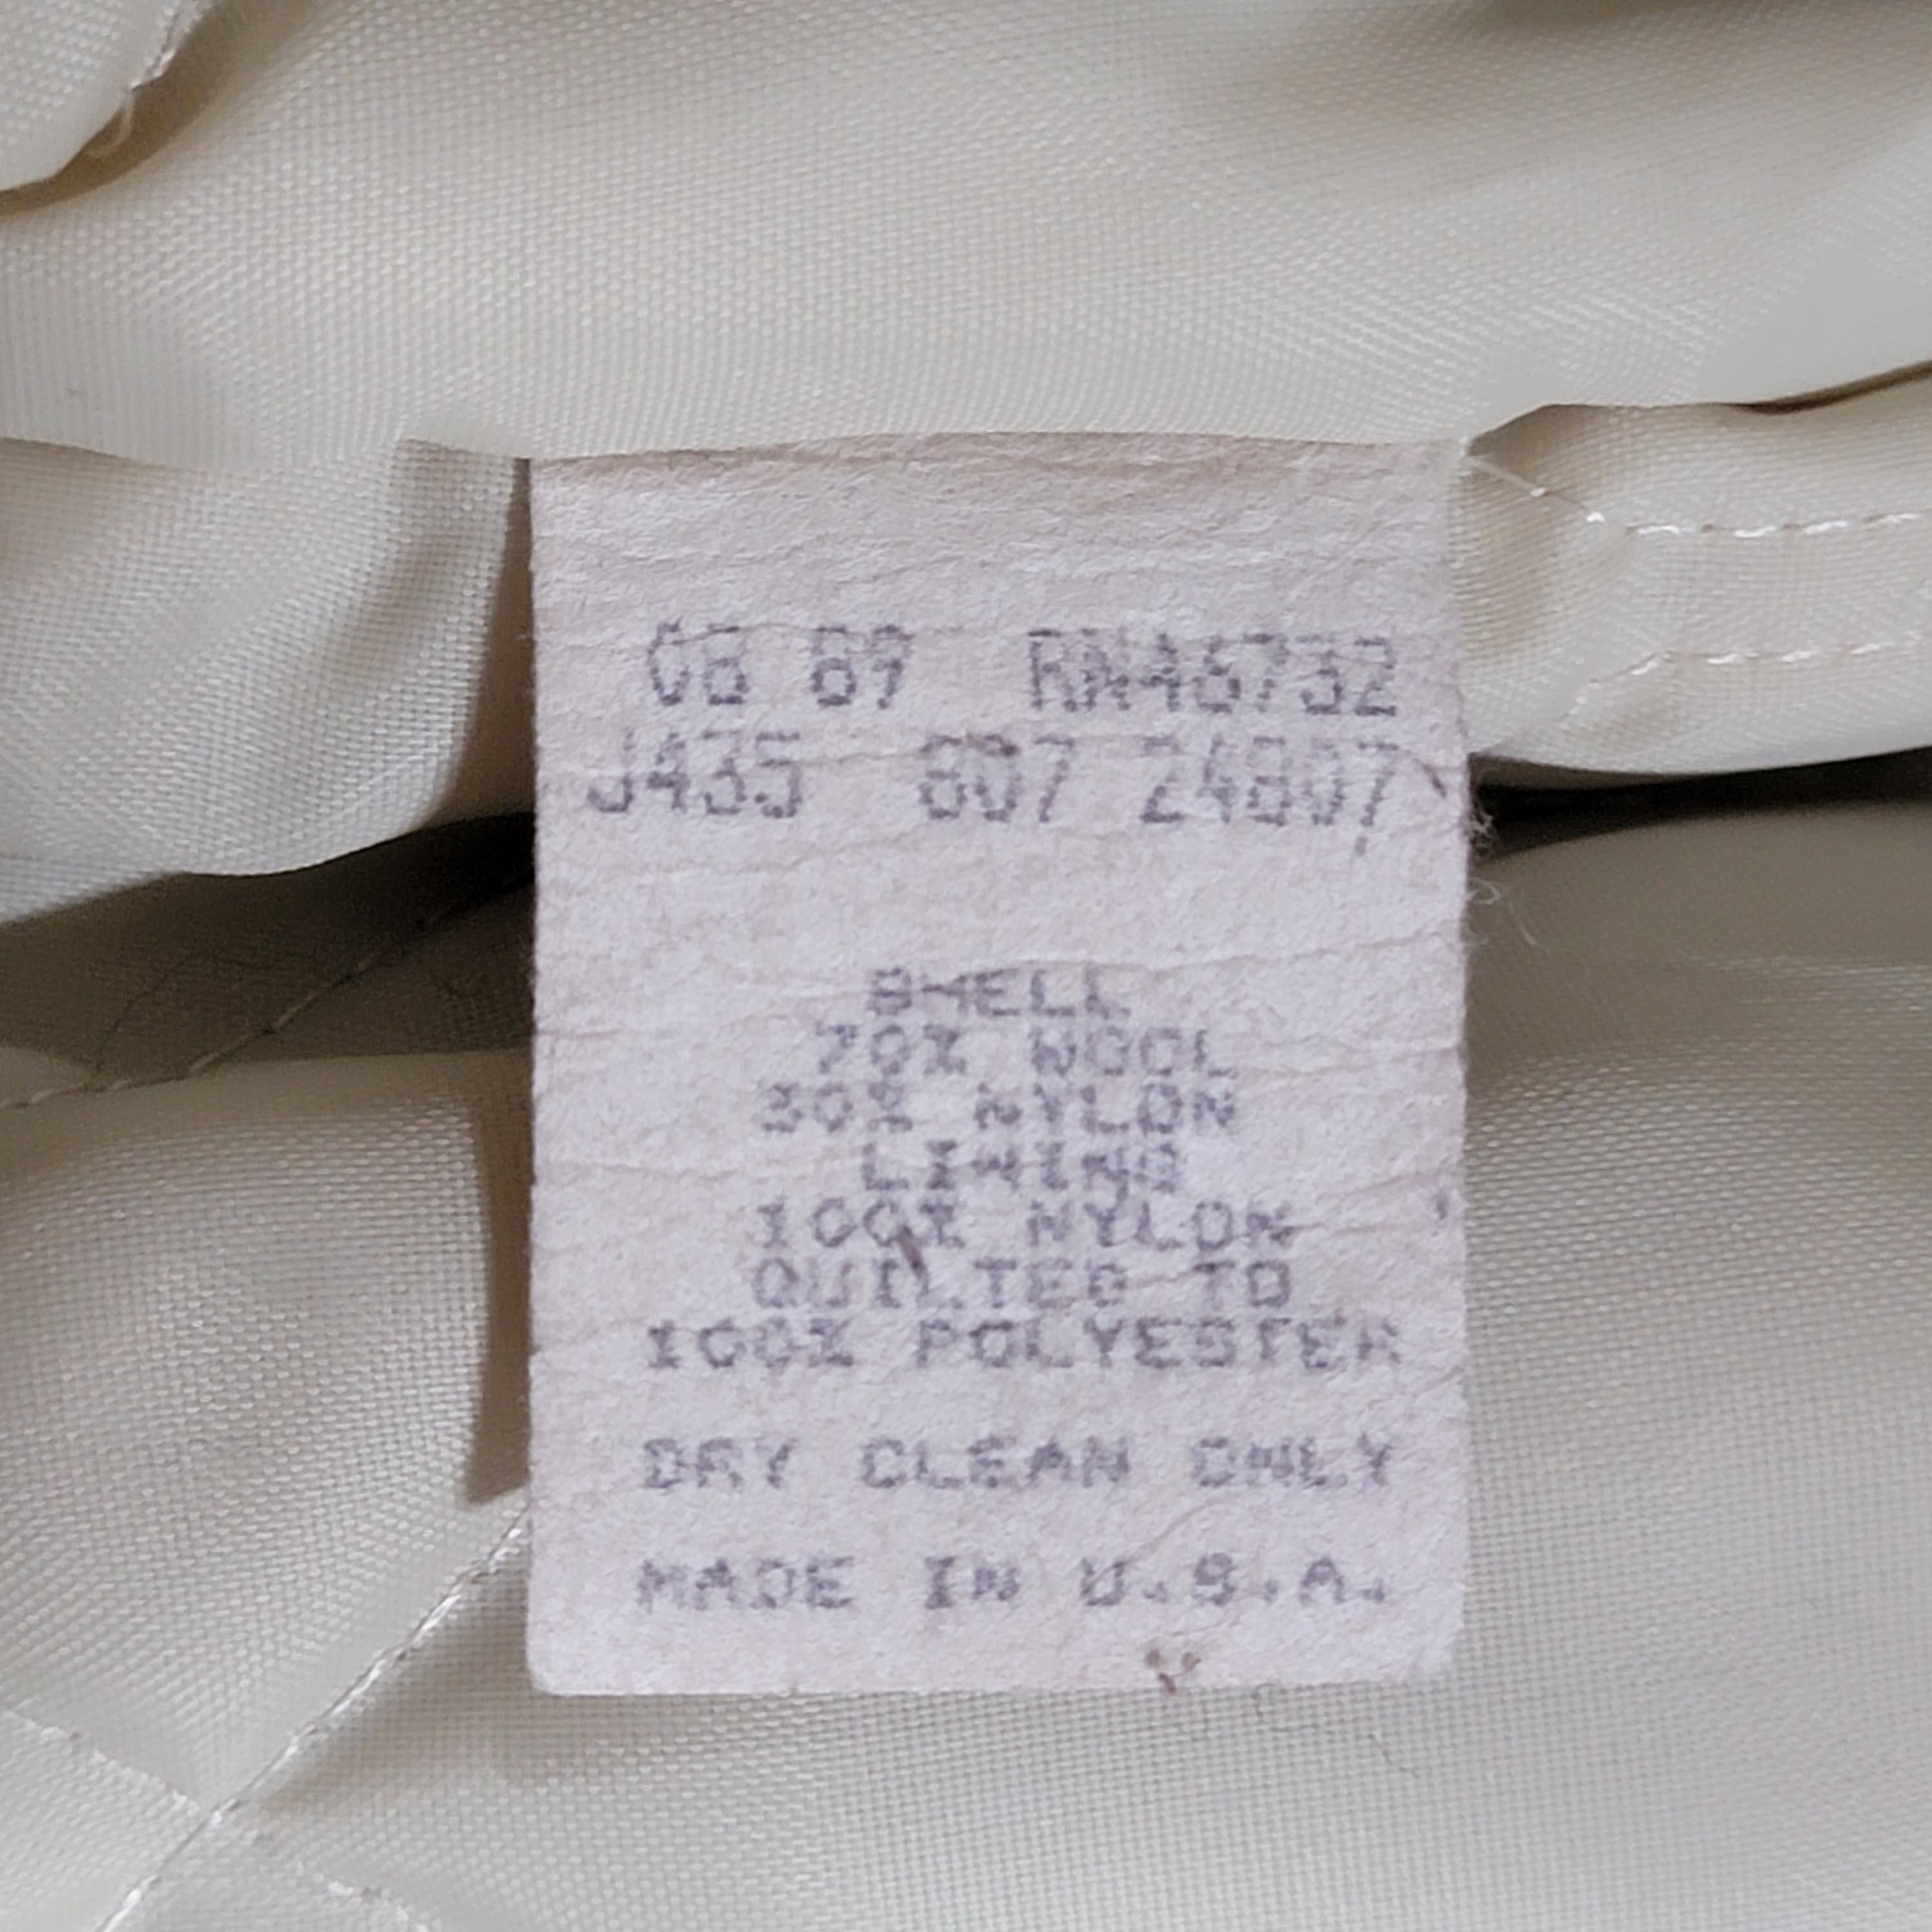 08 89 RN46732
J435 807 24807
SHELL
70% WOOL
30% NYLON
LINING
100% NYLON
QUILTED TO
100% POLYESTER
DRY CLEAN ONLY
MADE IN U.S.A.